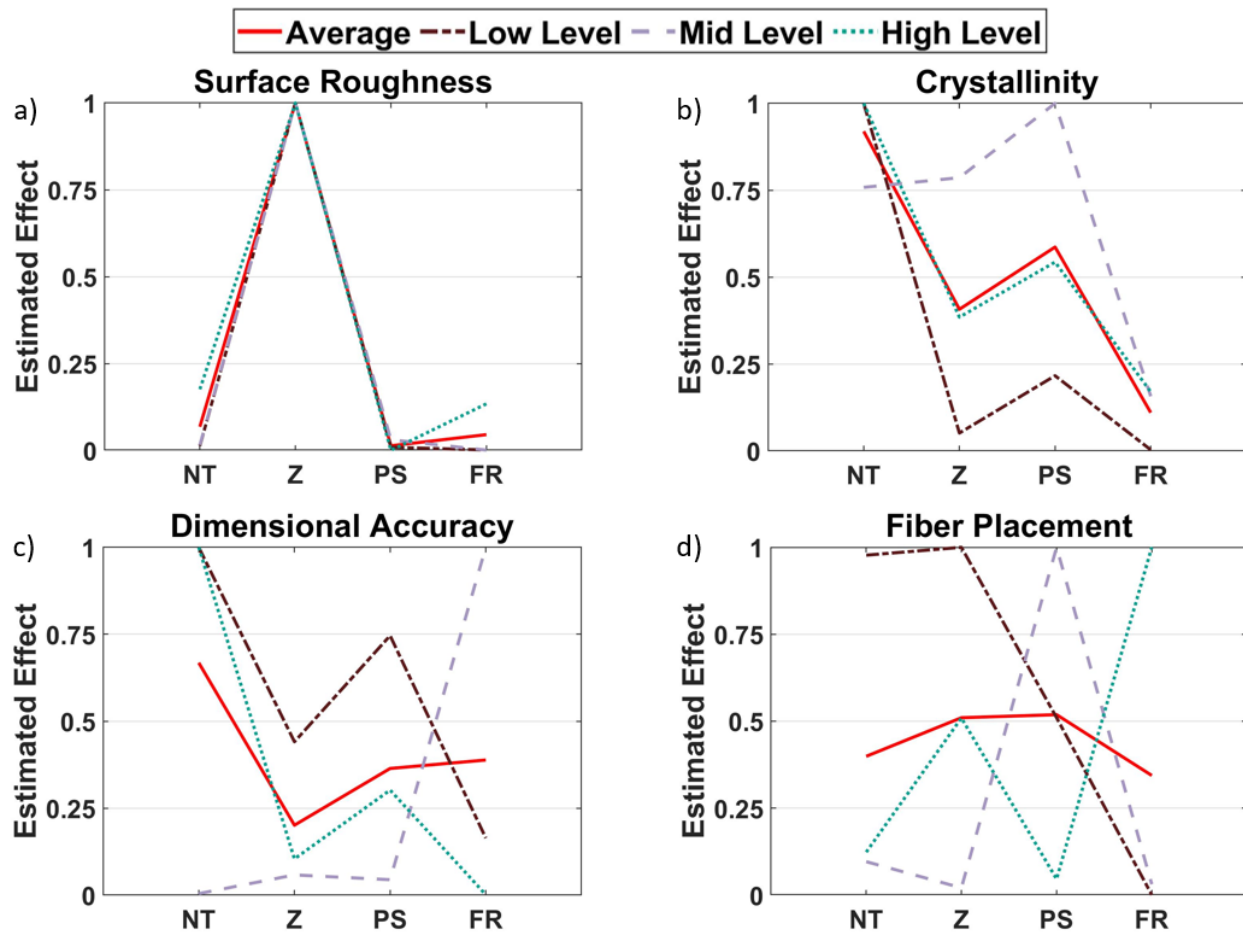 Average Low Level Mid Level High Level
a) Surface Roughness
Estimated Effect
1
0.75
0.5
0.25
0
NT Z PS FR
b) Crystallinity
Estimated Effect
1
0.75
0.5
0.25
0
NT Z PS FR
c) Dimensional Accuracy
Estimated Effect
1
0.75
0.5
0.25
0
NT Z PS FR
d) Fiber Placement
Estimated Effect
1
0.75
0.5
0.25
0
NT Z PS FR